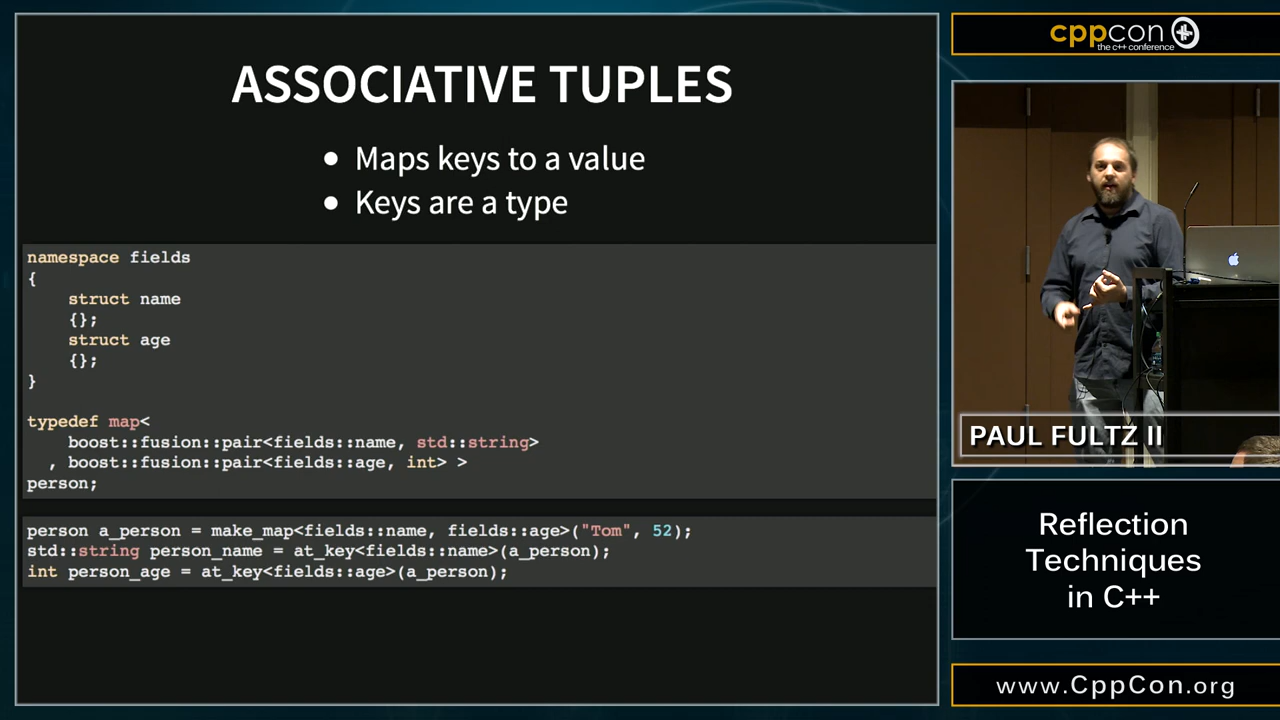 ASSOCIATIVE TUPLES
● Maps keys to a value
● Keys are a type
namespace fields
{
    struct name
    {};
    struct age
    {};
}
typedef map<
    boost::fusion::pair<fields::name, std::string>
  , boost::fusion::pair<fields::age, int> >
person;
person a_person = make_map<fields::name, fields::age>("Tom", 52);
std::string person_name = at_key<fields::name>(a_person);
int person_age = at_key<fields::age>(a_person);
cppcon
the c++ conference
PAUL FULTZ II
Reflection
Techniques
in C++
www.CppCon.org